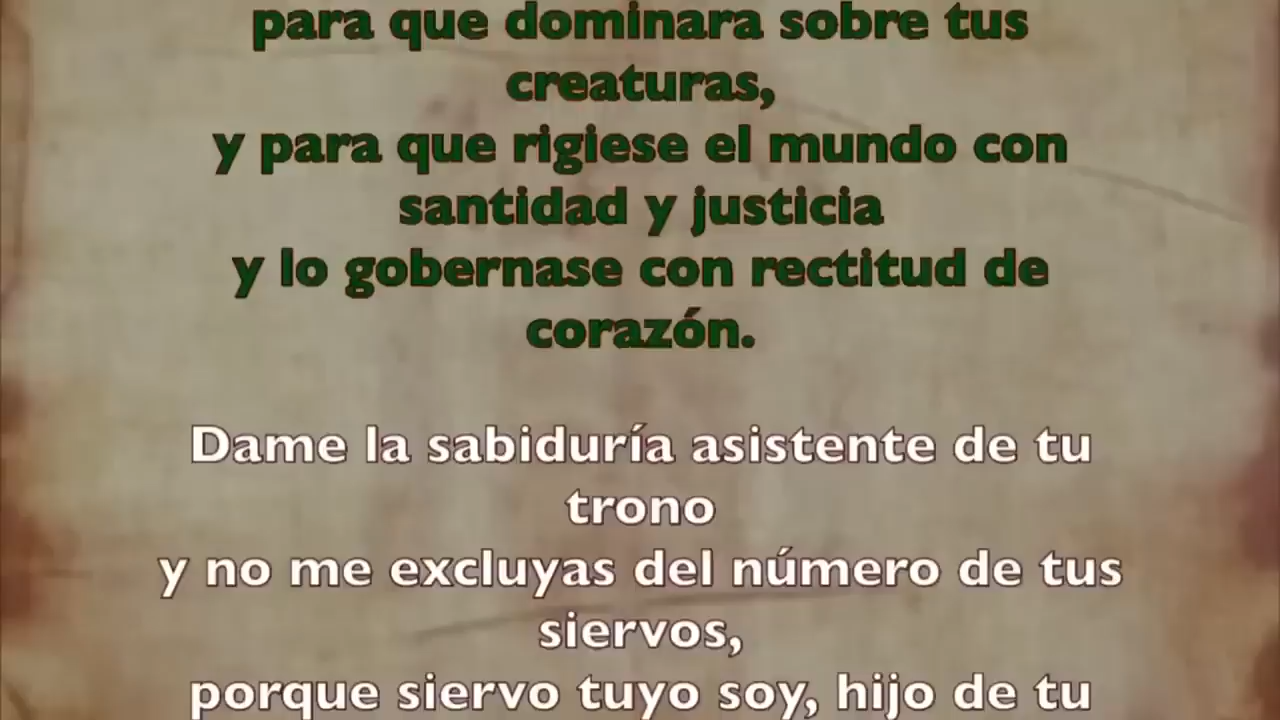 para que dominara sobre tus
creaturas,
y para que rigiese el mundo con
santidad y justicia
y lo gobernase con rectitud de
corazón.
Dame la sabiduría asistente de tu
trono
y no me excluyas del número de tus
siervos,
porque siervo tuyo soy, hijo de tu